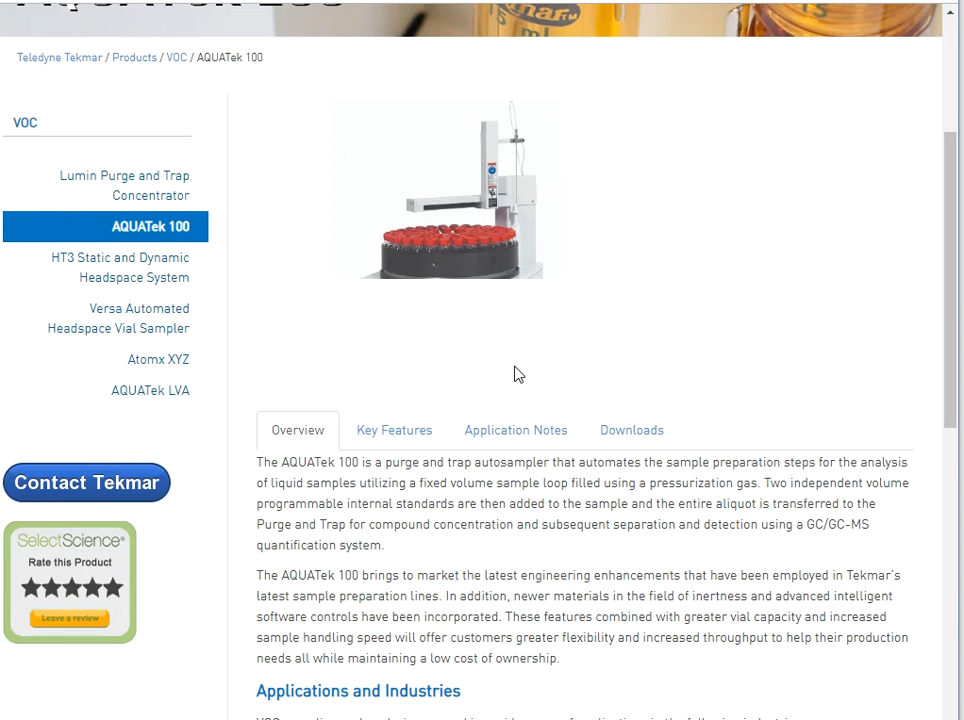 Teledyne Tekmar / Products / VOC / AQUATek 100
VOC
Lumin Purge and Trap
Concentrator
AQUATek 100
HT3 Static and Dynamic
Headspace System
Versa Automated
Headspace Vial Sampler
Atomx XYZ
AQUATek LVA
Contact Tekmar
SelectScience®
Rate this Product
Leave a review
Overview
Key Features
Application Notes
Downloads
The AQUATek 100 is a purge and trap autosampler that automates the sample preparation steps for the analysis
of liquid samples utilizing a fixed volume sample loop filled using a pressurization gas. Two independent volume
programmable internal standards are then added to the sample and the entire aliquot is transferred to the
Purge and Trap for compound concentration and subsequent separation and detection using a GC/GC-MS
quantification system.
The AQUATek 100 brings to market the latest engineering enhancements that have been employed in Tekmar’s
latest sample preparation lines. In addition, newer materials in the field of inertness and advanced intelligent
software controls have been incorporated. These features combined with greater vial capacity and increased
sample handling speed will offer customers greater flexibility and increased throughput to help their production
needs all while maintaining a low cost of ownership.
Applications and Industries